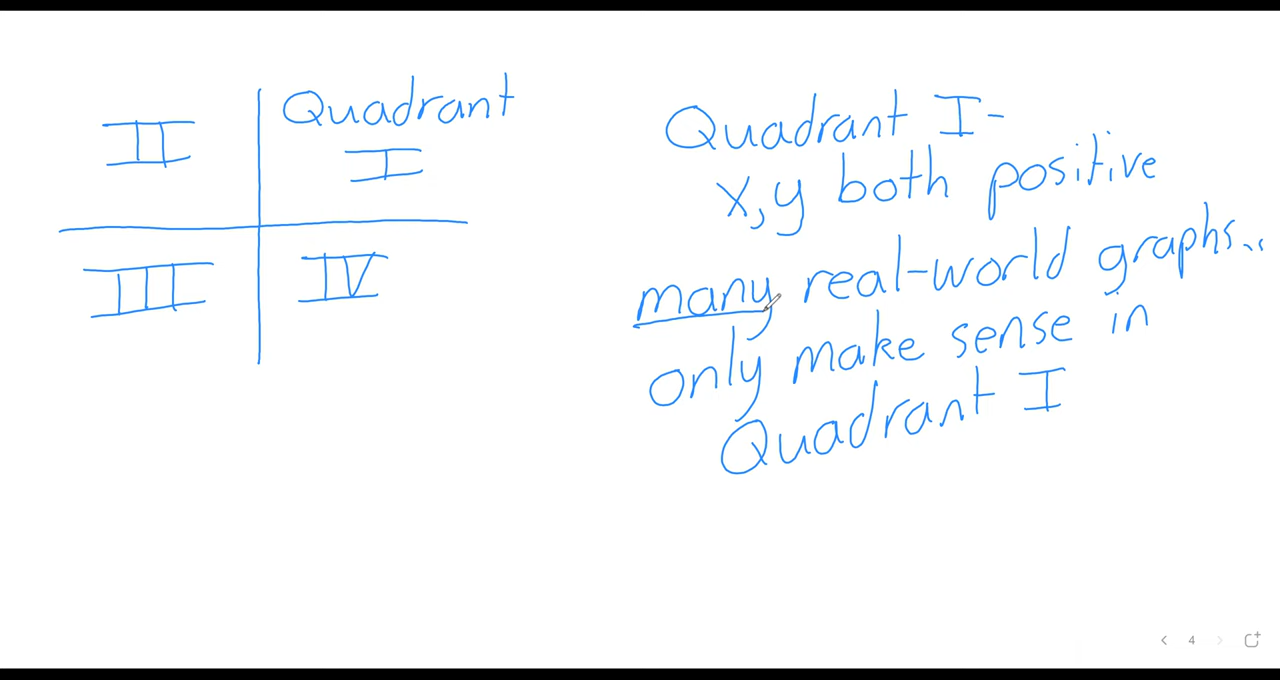 Quadrant
I
II
III
IV
Quadrant I-
x,y both positive
many real-world graphs...
only make sense in
Quadrant I
4